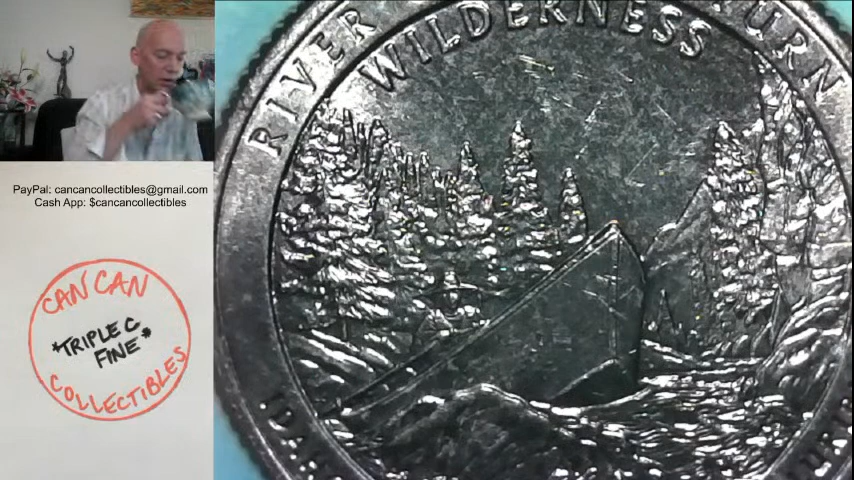 PayPal: cancancollectibles@gmail.com
Cash App: $cancancollectibles
CAN CAN
*TRIPLE C
FINE*
COLLECTIBLES
RIVER
WILDERNESS